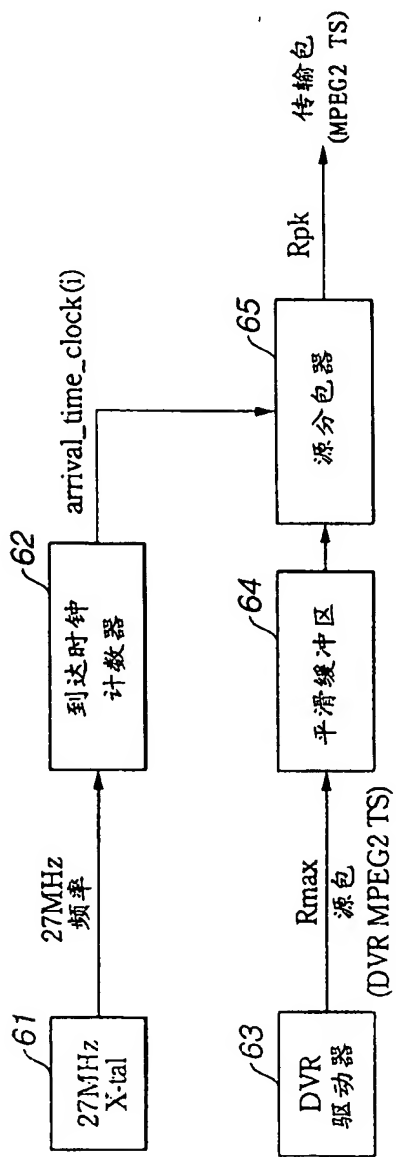 61
27MHz
X-tal
27MHz
频率
62
到达时钟
计数器
arrival_time_clock(i)
63
DVR
驱动器
Rmax
源包
(DVR MPEG2 TS)
64
平滑缓冲区
65
源分包器
Rpk
传输包
(MPEG2 TS)